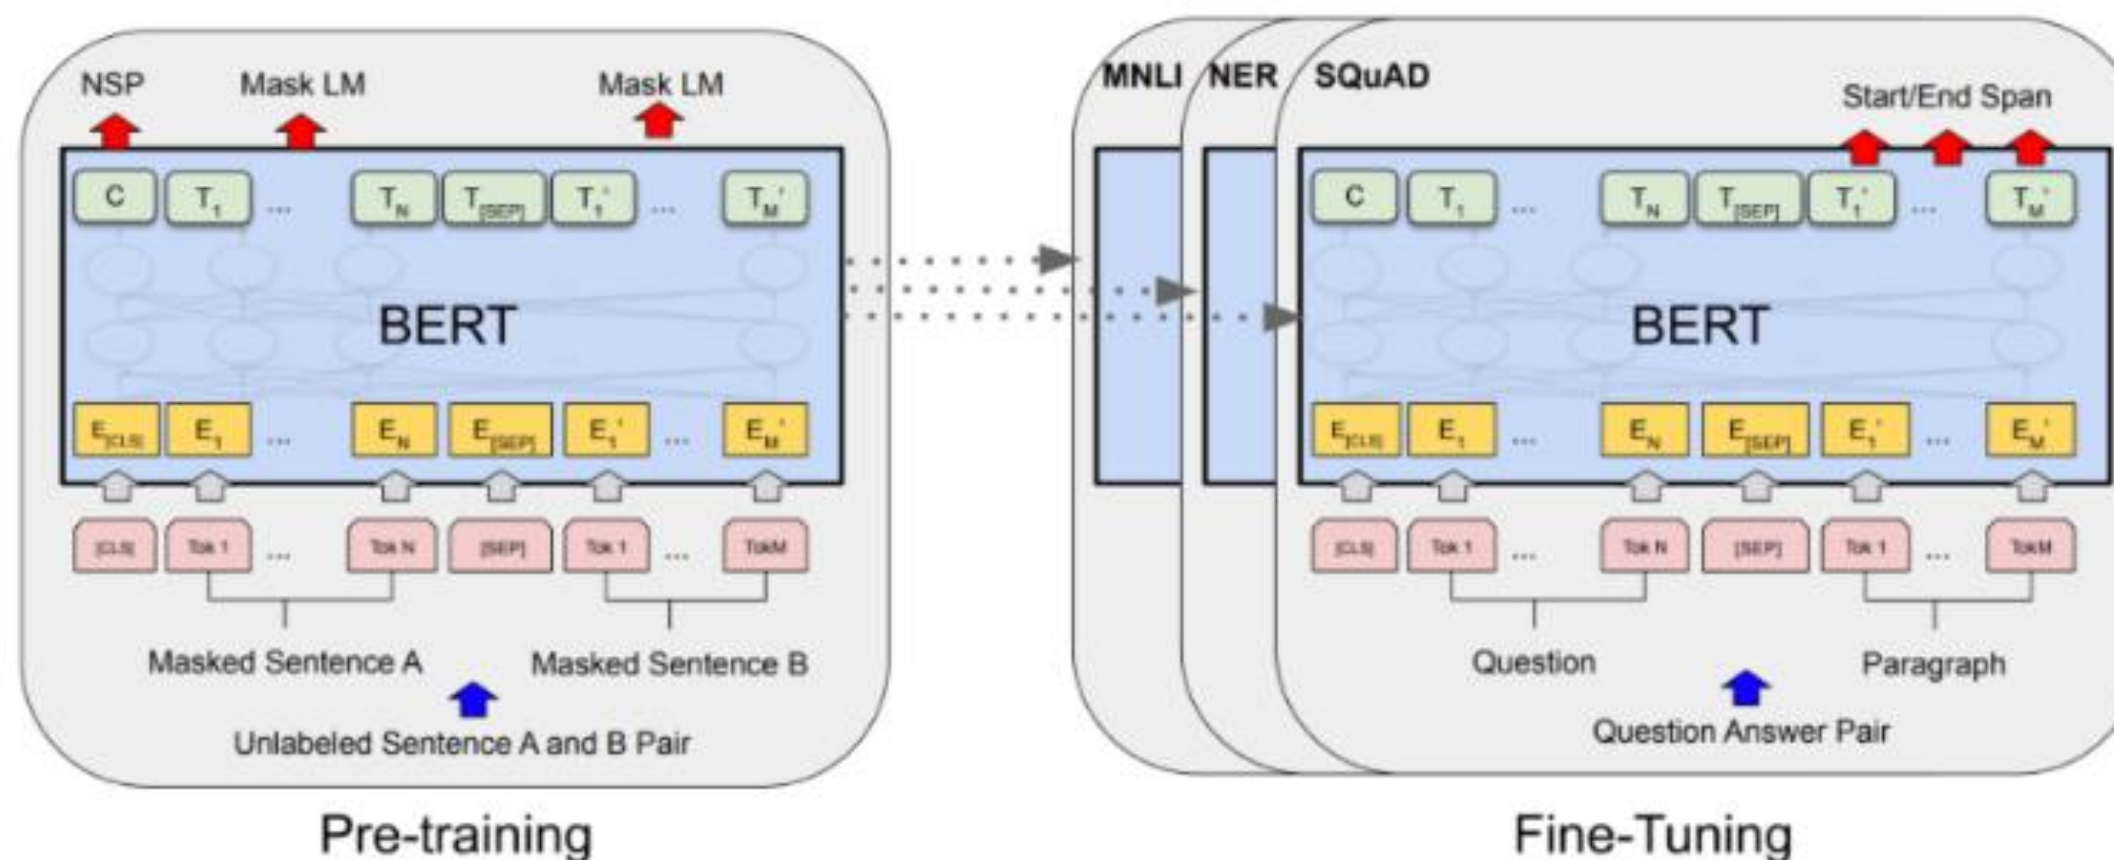 NSP Mask LM Mask LM
C T1 ... TN T[SEP] T1' ... TM'
BERT
E[CLS] E1 ... EN E[SEP] E1' ... EM'
[CLS] Tok 1 ... Tok N [SEP] Tok 1 ... TokM
Masked Sentence A Masked Sentence B
Unlabeled Sentence A and B Pair
Pre-training
MNLI NER SQuAD
Start/End Span
C T1 ... TN T[SEP] T1' ... TM'
BERT
E[CLS] E1 ... EN E[SEP] E1' ... EM'
[CLS] Tok 1 ... Tok N [SEP] Tok 1 ... TokM
Question Paragraph
Question Answer Pair
Fine-Tuning